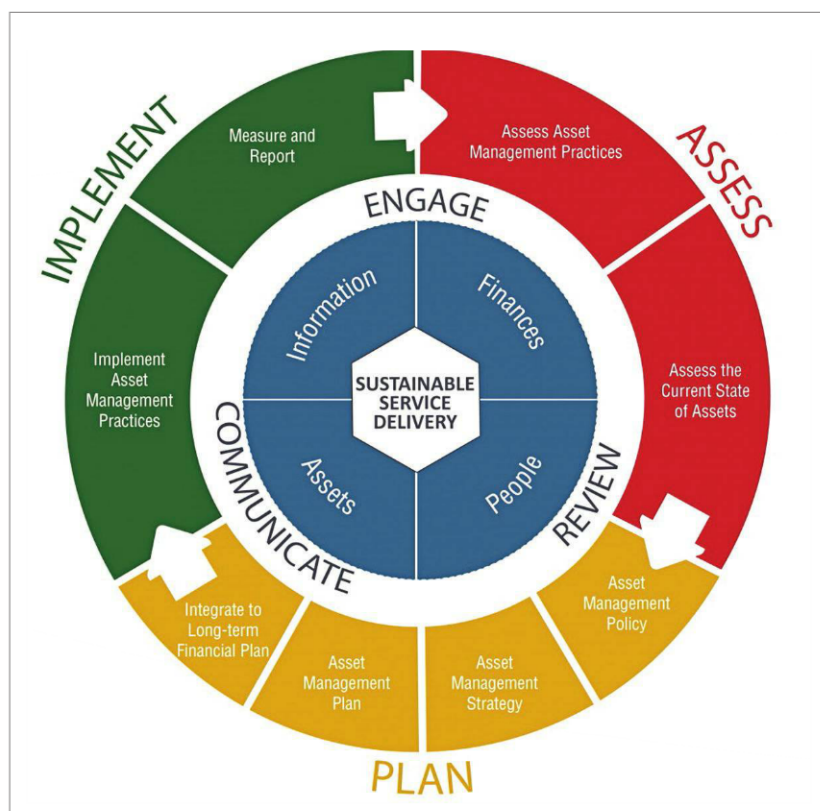 IMPLEMENT
Measure and
Report
Assess Asset
Management Practices
ASSESS
ENGAGE
Information
Finances
Implement
Asset
Management
Practices
SUSTAINABLE
SERVICE
DELIVERY
Assess the
Current State
of Assets
COMMUNICATE
Assets
People
REVIEW
Integrate to
Long-term
Financial Plan
Asset
Management
Plan
Asset
Management
Strategy
Asset
Management
Policy
PLAN